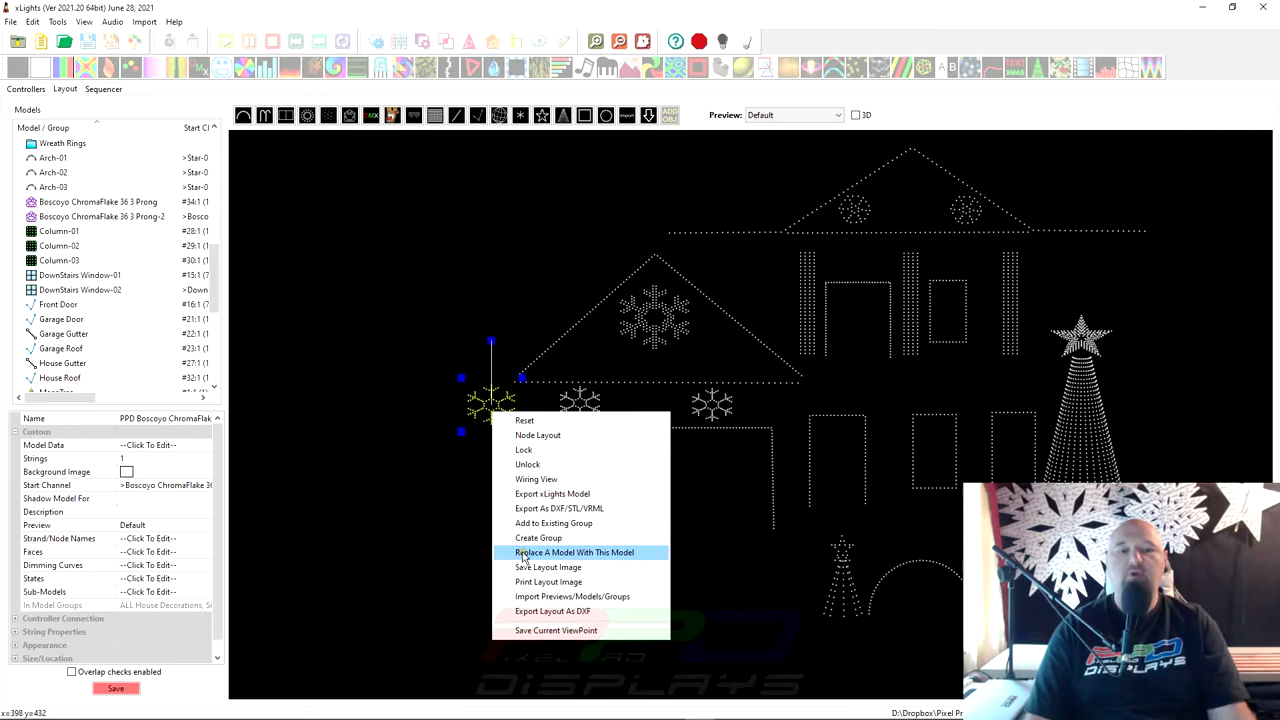 xLights (Ver 2021.20 64bit) June 28, 2021
File Edit Tools View Audio Import Help
Controllers Layout Sequencer
Models
Preview: Default 3D
Model / Group Start Cl
Wreath Rings
Arch-01 >Star-0
Arch-02 >Star-0
Arch-03 >Star-0
Boscoyo ChromaFlake 36 3 Prong #34:1 (1
Boscoyo ChromaFlake 36 3 Prong-2 >Bosco
Column-01 #28:1 (1
Column-02 #29:1 (1
Column-03 #30:1 (1
DownStairs Window-01 #15:1 (7
DownStairs Window-02 >Down
Front Door #16:1 (7
Garage Door #21:1 (1
Garage Gutter #22:1 (1
Garage Roof #23:1 (1
House Gutter #27:1 (1
House Roof #32:1 (1
Name PPD Boscoyo ChromaFlak
Custom
Model Data --Click To Edit--
Strings 1
Background Image
Start Channel >Boscoyo ChromaFlake 36
Shadow Model For
Description
Preview Default
Strand/Node Names --Click To Edit--
Faces --Click To Edit--
Dimming Curves --Click To Edit--
States --Click To Edit--
Sub-Models --Click To Edit--
In Model Groups ALL House Decorations, S
Controller Connection
String Properties
Appearance
Size/Location
Overlap checks enabled
Save
Reset
Node Layout
Lock
Unlock
Wiring View
Export xLights Model
Export As DXF/STL/VRML
Add to Existing Group
Create Group
Replace A Model With This Model
Save Layout Image
Print Layout Image
Import Previews/Models/Groups
Export Layout As DXF
Save Current ViewPoint
DISPLAYS
PIXEL PRO
DISPLAYS
x=398 y=432 D:\Dropbox\Pixel Pr